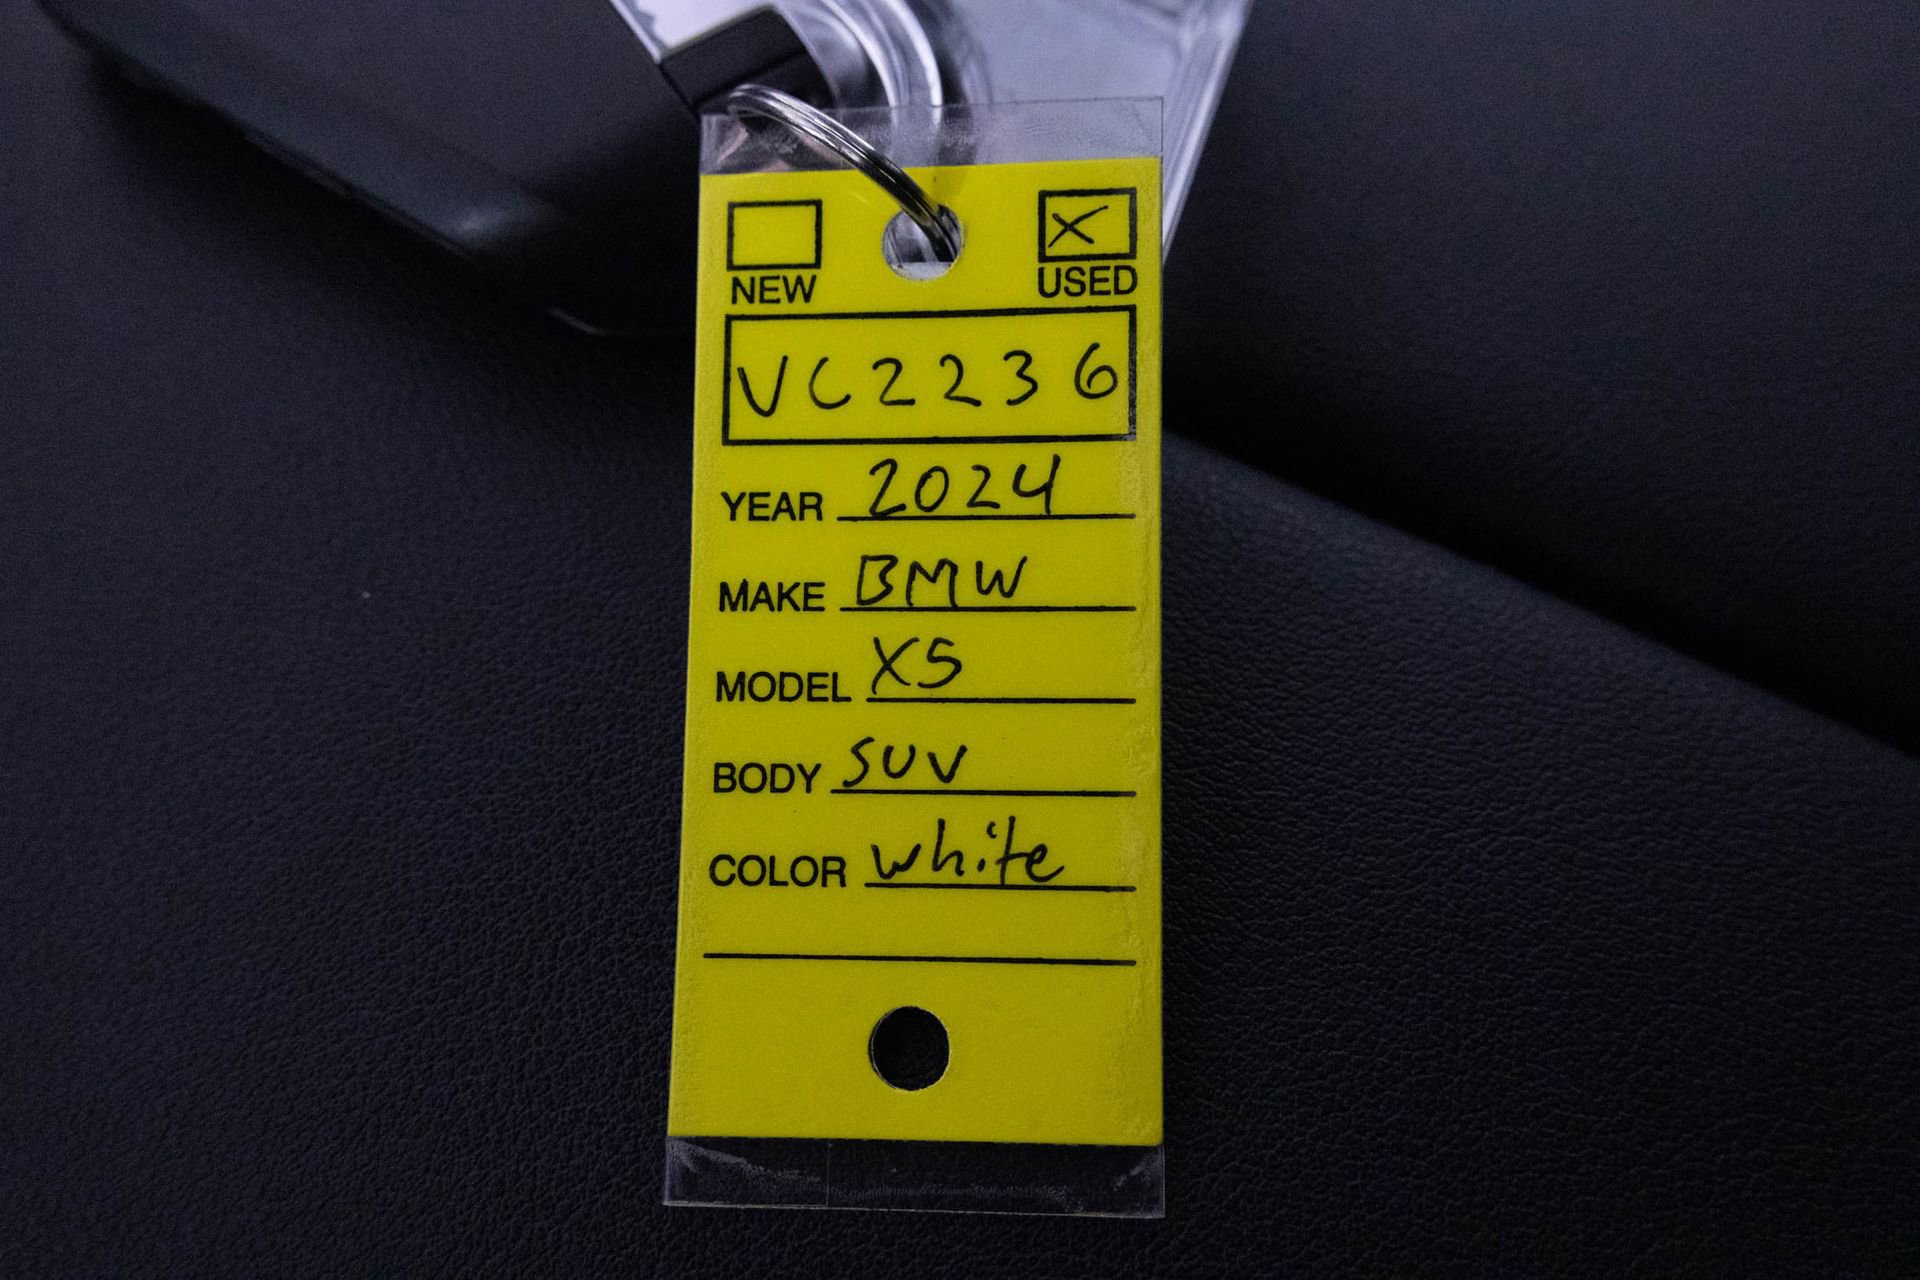 NEW X USED
VC2236
YEAR 2024
MAKE BMW
MODEL X5
BODY SUV
COLOR white